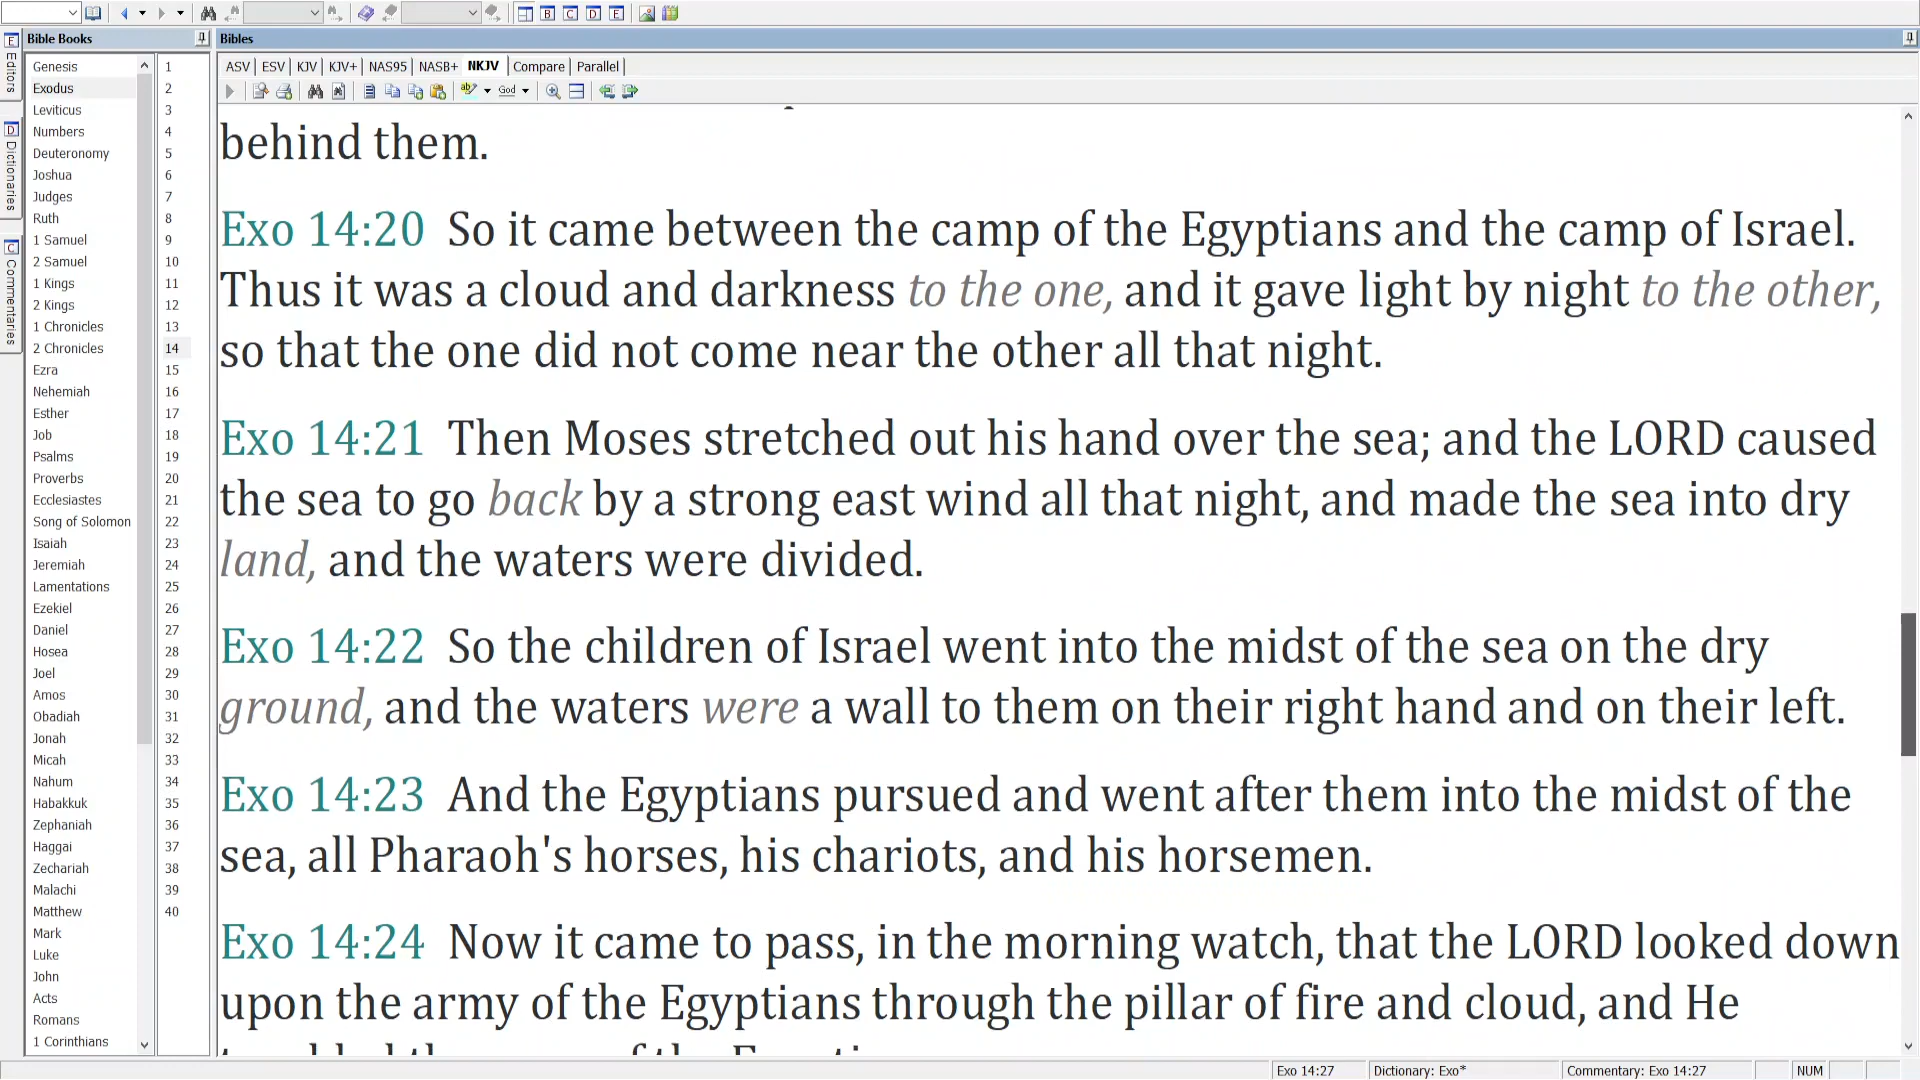 Bible Books
Bibles
Editors
Dictionaries
Commentaries
Genesis
Exodus
Leviticus
Numbers
Deuteronomy
Joshua
Judges
Ruth
1 Samuel
2 Samuel
1 Kings
2 Kings
1 Chronicles
2 Chronicles
Ezra
Nehemiah
Esther
Job
Psalms
Proverbs
Ecclesiastes
Song of Solomon
Isaiah
Jeremiah
Lamentations
Ezekiel
Daniel
Hosea
Joel
Amos
Obadiah
Jonah
Micah
Nahum
Habakkuk
Zephaniah
Haggai
Zechariah
Malachi
Matthew
Mark
Luke
John
Acts
Romans
1 Corinthians
1
2
3
4
5
6
7
8
9
10
11
12
13
14
15
16
17
18
19
20
21
22
23
24
25
26
27
28
29
30
31
32
33
34
35
36
37
38
39
40
ASV ESV KJV KJV+ NAS95 NASB+ NKJV Compare Parallel
God
behind them.
Exo 14:20 So it came between the camp of the Egyptians and the camp of Israel.
Thus it was a cloud and darkness to the one, and it gave light by night to the other,
so that the one did not come near the other all that night.
Exo 14:21 Then Moses stretched out his hand over the sea; and the LORD caused
the sea to go back by a strong east wind all that night, and made the sea into dry
land, and the waters were divided.
Exo 14:22 So the children of Israel went into the midst of the sea on the dry
ground, and the waters were a wall to them on their right hand and on their left.
Exo 14:23 And the Egyptians pursued and went after them into the midst of the
sea, all Pharaoh's horses, his chariots, and his horsemen.
Exo 14:24 Now it came to pass, in the morning watch, that the LORD looked down
upon the army of the Egyptians through the pillar of fire and cloud, and He
Exo 14:27 Dictionary: Exo* Commentary: Exo 14:27 NUM